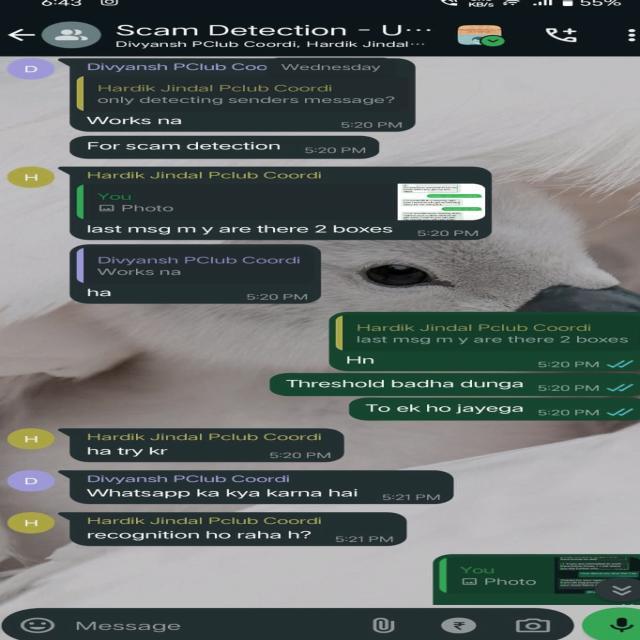 6:43
KB/s
55%
Scam Detection - U...
Divyansh PClub Coordi, Hardik Jindal...
D
Divyansh PClub Coo
Wednesday
Hardik Jindal Pclub Coordi
only detecting senders message?
Works na
5:20 PM
For scam detection
5:20 PM
H
Hardik Jindal Pclub Coordi
You
Photo
last msg m y are there 2 boxes
5:20 PM
Divyansh PClub Coordi
Works na
ha
5:20 PM
Hardik Jindal Pclub Coordi
last msg m y are there 2 boxes
Hn
5:20 PM
Threshold badha dunga
5:20 PM
To ek ho jayega
5:20 PM
H
Hardik Jindal Pclub Coordi
ha try kr
5:20 PM
D
Divyansh PClub Coordi
Whatsapp ka kya karna hai
5:21 PM
H
Hardik Jindal Pclub Coordi
recognition ho raha h?
5:21 PM
You
Photo
Message
₹